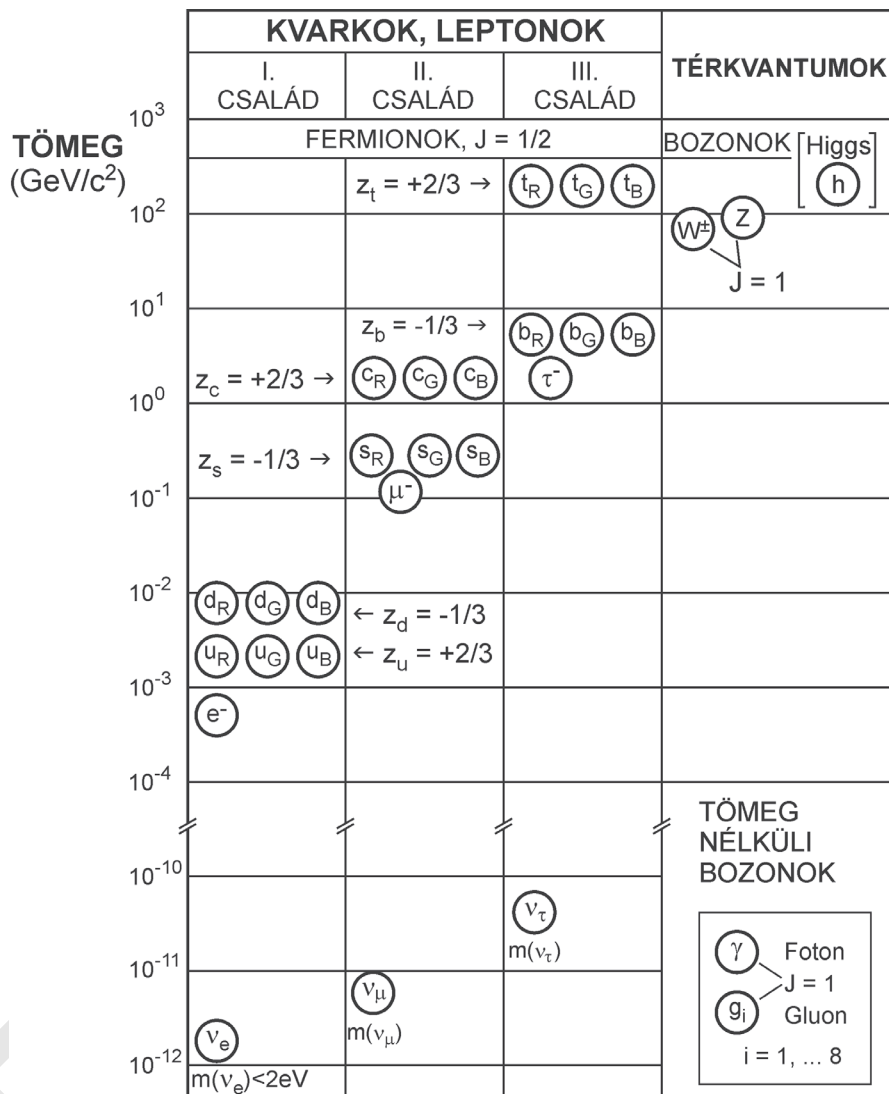 KVARKOK, LEPTONOK
TÉRKVANTUMOK
I. CSALÁD
II. CSALÁD
III. CSALÁD
TÖMEG
(GeV/c²)
10³
FERMIONOK, J = 1/2
BOZONOK
[Higgs]
z_t = +2/3 →
t_R t_G t_B
h
10²
W± Z
J = 1
10¹
z_b = -1/3 →
b_R b_G b_B
z_c = +2/3 →
c_R c_G c_B
τ⁻
10⁰
z_s = -1/3 →
s_R s_G s_B
μ⁻
10⁻¹
10⁻²
d_R d_G d_B
← z_d = -1/3
u_R u_G u_B
← z_u = +2/3
10⁻³
e⁻
10⁻⁴
TÖMEG
NÉLKÜLI
BOZONOK
10⁻¹⁰
ν_τ
m(ν_τ)
10⁻¹¹
ν_μ
m(ν_μ)
ν_e
10⁻¹²
m(ν_e)<2eV
γ Foton
J = 1
g_i Gluon
i = 1, ... 8